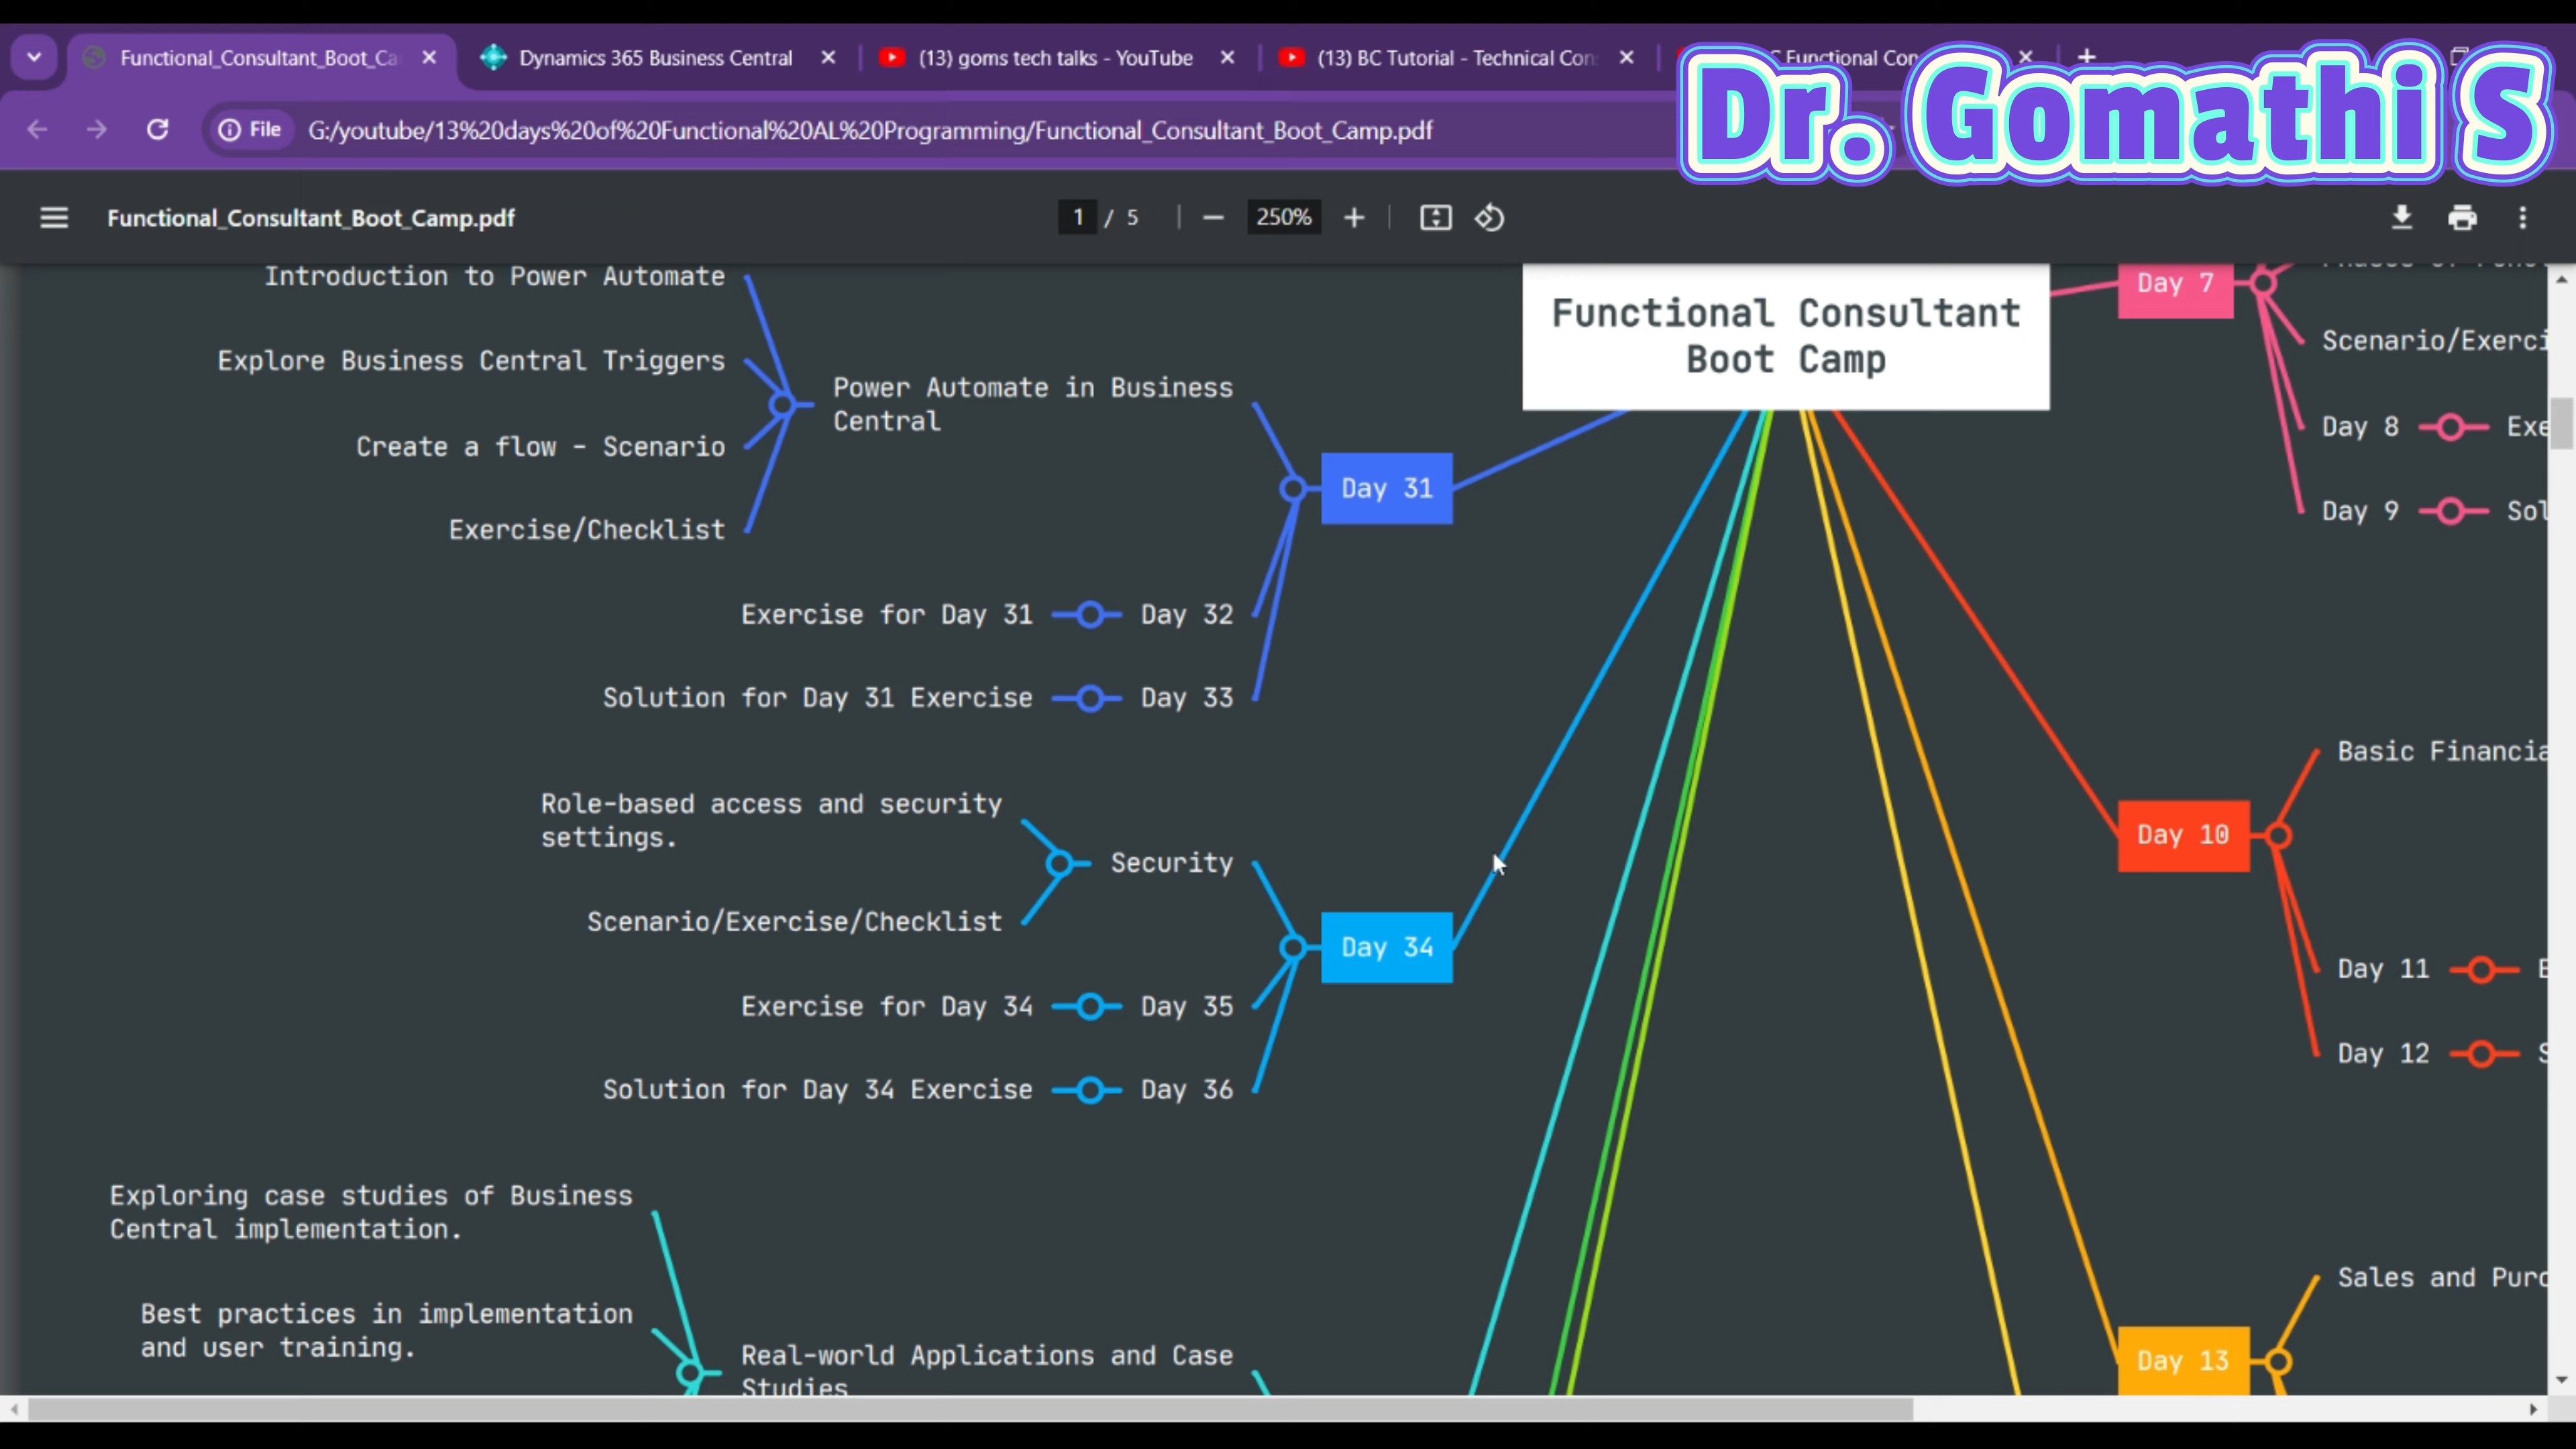 Functional_Consultant_Boot_Ca
Dynamics 365 Business Central
(13) goms tech talks - YouTube
(13) BC Tutorial - Technical Con
C Functional Con
Dr. Gomathi S
File
G:/youtube/13%20days%20of%20Functional%20AL%20Programming/Functional_Consultant_Boot_Camp.pdf
Functional_Consultant_Boot_Camp.pdf
1 / 5
250%
Introduction to Power Automate
Explore Business Central Triggers
Create a flow - Scenario
Exercise/Checklist
Power Automate in Business
Central
Day 31
Exercise for Day 31
Day 32
Solution for Day 31 Exercise
Day 33
Role-based access and security
settings.
Scenario/Exercise/Checklist
Security
Day 34
Exercise for Day 34
Day 35
Solution for Day 34 Exercise
Day 36
Exploring case studies of Business
Central implementation.
Best practices in implementation
and user training.
Real-world Applications and Case
Studies
Functional Consultant
Boot Camp
Day 7
Scenario/Exerci
Day 8
Exe
Day 9
Sol
Basic Financia
Day 10
Day 11
Day 12
Sales and Purc
Day 13